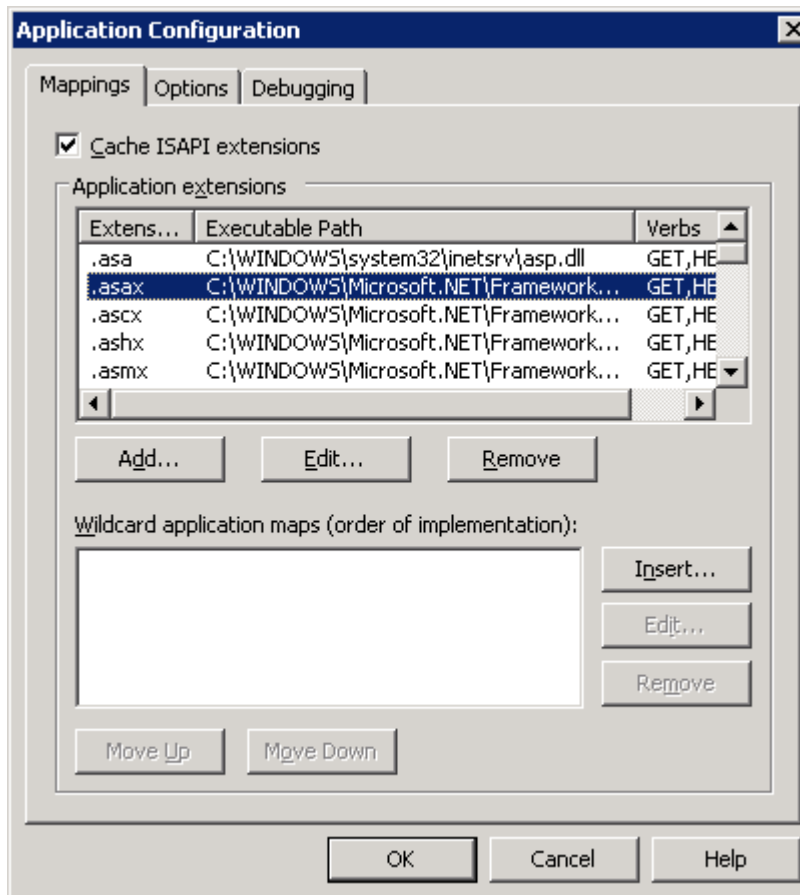 Application Configuration
Mappings Options Debugging
Cache ISAPI extensions
Application extensions
Extens... Executable Path Verbs
.asa C:\WINDOWS\system32\inetsrv\asp.dll GET,HE
.asax C:\WINDOWS\Microsoft.NET\Framework... GET,HE
.ascx C:\WINDOWS\Microsoft.NET\Framework... GET,HE
.ashx C:\WINDOWS\Microsoft.NET\Framework... GET,HE
.asmx C:\WINDOWS\Microsoft.NET\Framework... GET,HE
Add... Edit... Remove
Wildcard application maps (order of implementation):
Insert...
Edit...
Remove
Move Up Move Down
OK Cancel Help